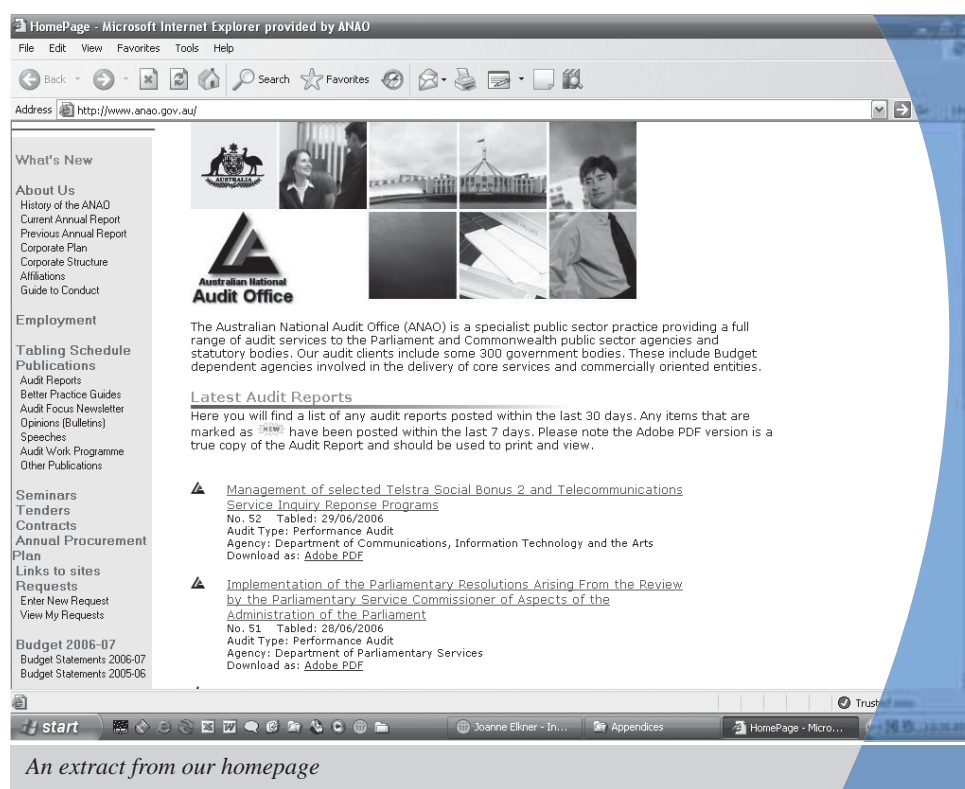 HomePage - Microsoft Internet Explorer provided by ANAO
File Edit View Favorites Tools Help
Back Search Favorites
Address http://www.anao.gov.au/
What's New
About Us
History of the ANAO
Current Annual Report
Previous Annual Report
Corporate Plan
Corporate Structure
Affiliations
Guide to Conduct
Employment
Tabling Schedule
Publications
Audit Reports
Better Practice Guides
Audit Focus Newsletter
Opinions (Bulletins)
Speeches
Audit Work Programme
Other Publications
Seminars
Tenders
Contracts
Annual Procurement
Plan
Links to sites
Requests
Enter New Request
View My Requests
Budget 2006-07
Budget Statements 2006-07
Budget Statements 2005-06
AUSTRALIA
Australian National
Audit Office
The Australian National Audit Office (ANAO) is a specialist public sector practice providing a full
range of audit services to the Parliament and Commonwealth public sector agencies and
statutory bodies. Our audit clients include some 300 government bodies. These include Budget
dependent agencies involved in the delivery of core services and commercially oriented entities.
Latest Audit Reports
Here you will find a list of any audit reports posted within the last 30 days. Any items that are
marked as NEW have been posted within the last 7 days. Please note the Adobe PDF version is a
true copy of the Audit Report and should be used to print and view.
Management of selected Telstra Social Bonus 2 and Telecommunications
Service Inquiry Reponse Programs
No. 52 Tabled: 29/06/2006
Audit Type: Performance Audit
Agency: Department of Communications, Information Technology and the Arts
Download as: Adobe PDF
Implementation of the Parliamentary Resolutions Arising From the Review
by the Parliamentary Service Commissioner of Aspects of the
Administration of the Parliament
No. 51 Tabled: 28/06/2006
Audit Type: Performance Audit
Agency: Department of Parliamentary Services
Download as: Adobe PDF
start Joanne Elkner - In... Appendices HomePage - Micro...
An extract from our homepage